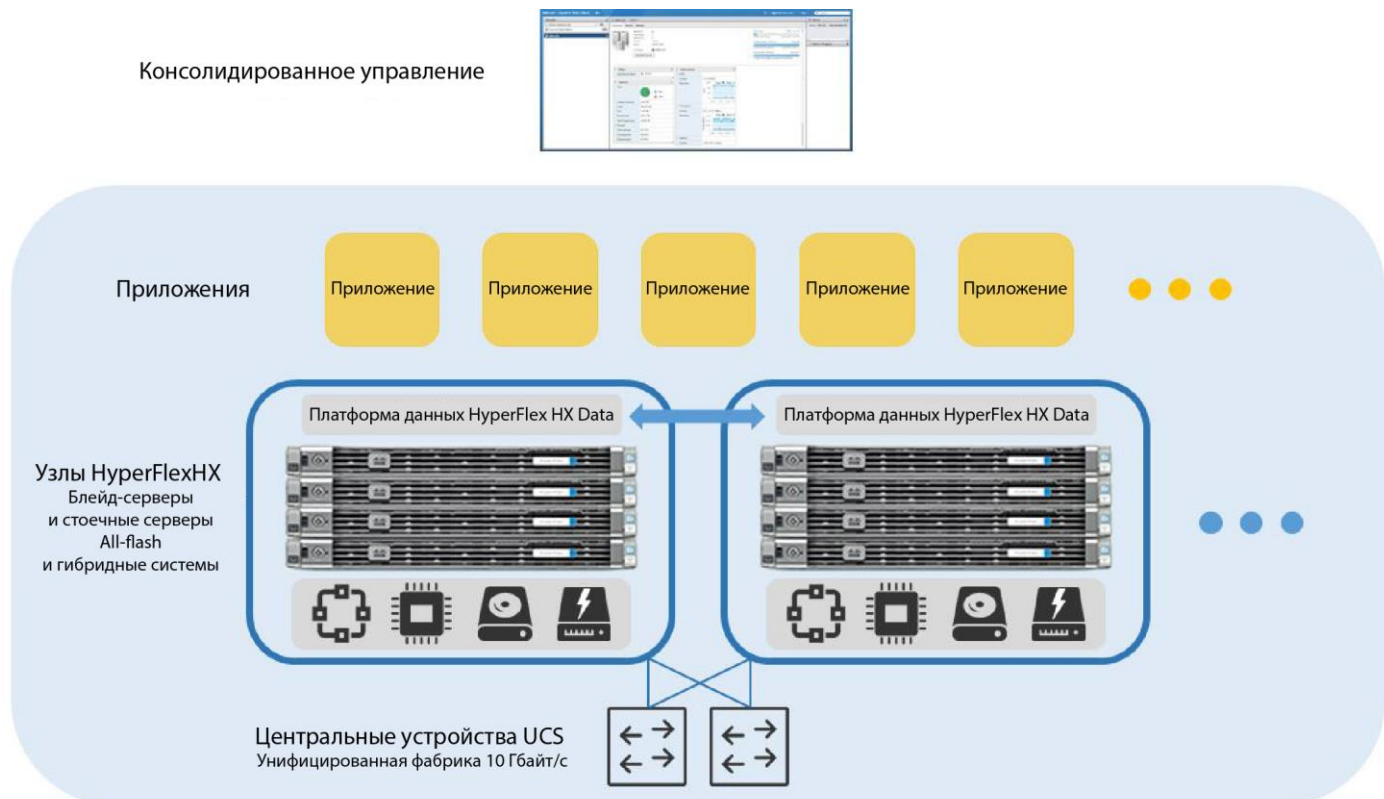 Консолидированное управление
Приложения
Приложение
Приложение
Приложение
Приложение
Приложение
Платформа данных HyperFlex HX Data
Платформа данных HyperFlex HX Data
Узлы HyperFlexHX
Блейд-серверы
и стоечные серверы
All-flash
и гибридные системы
Центральные устройства UCS
Унифицированная фабрика 10 Гбайт/с